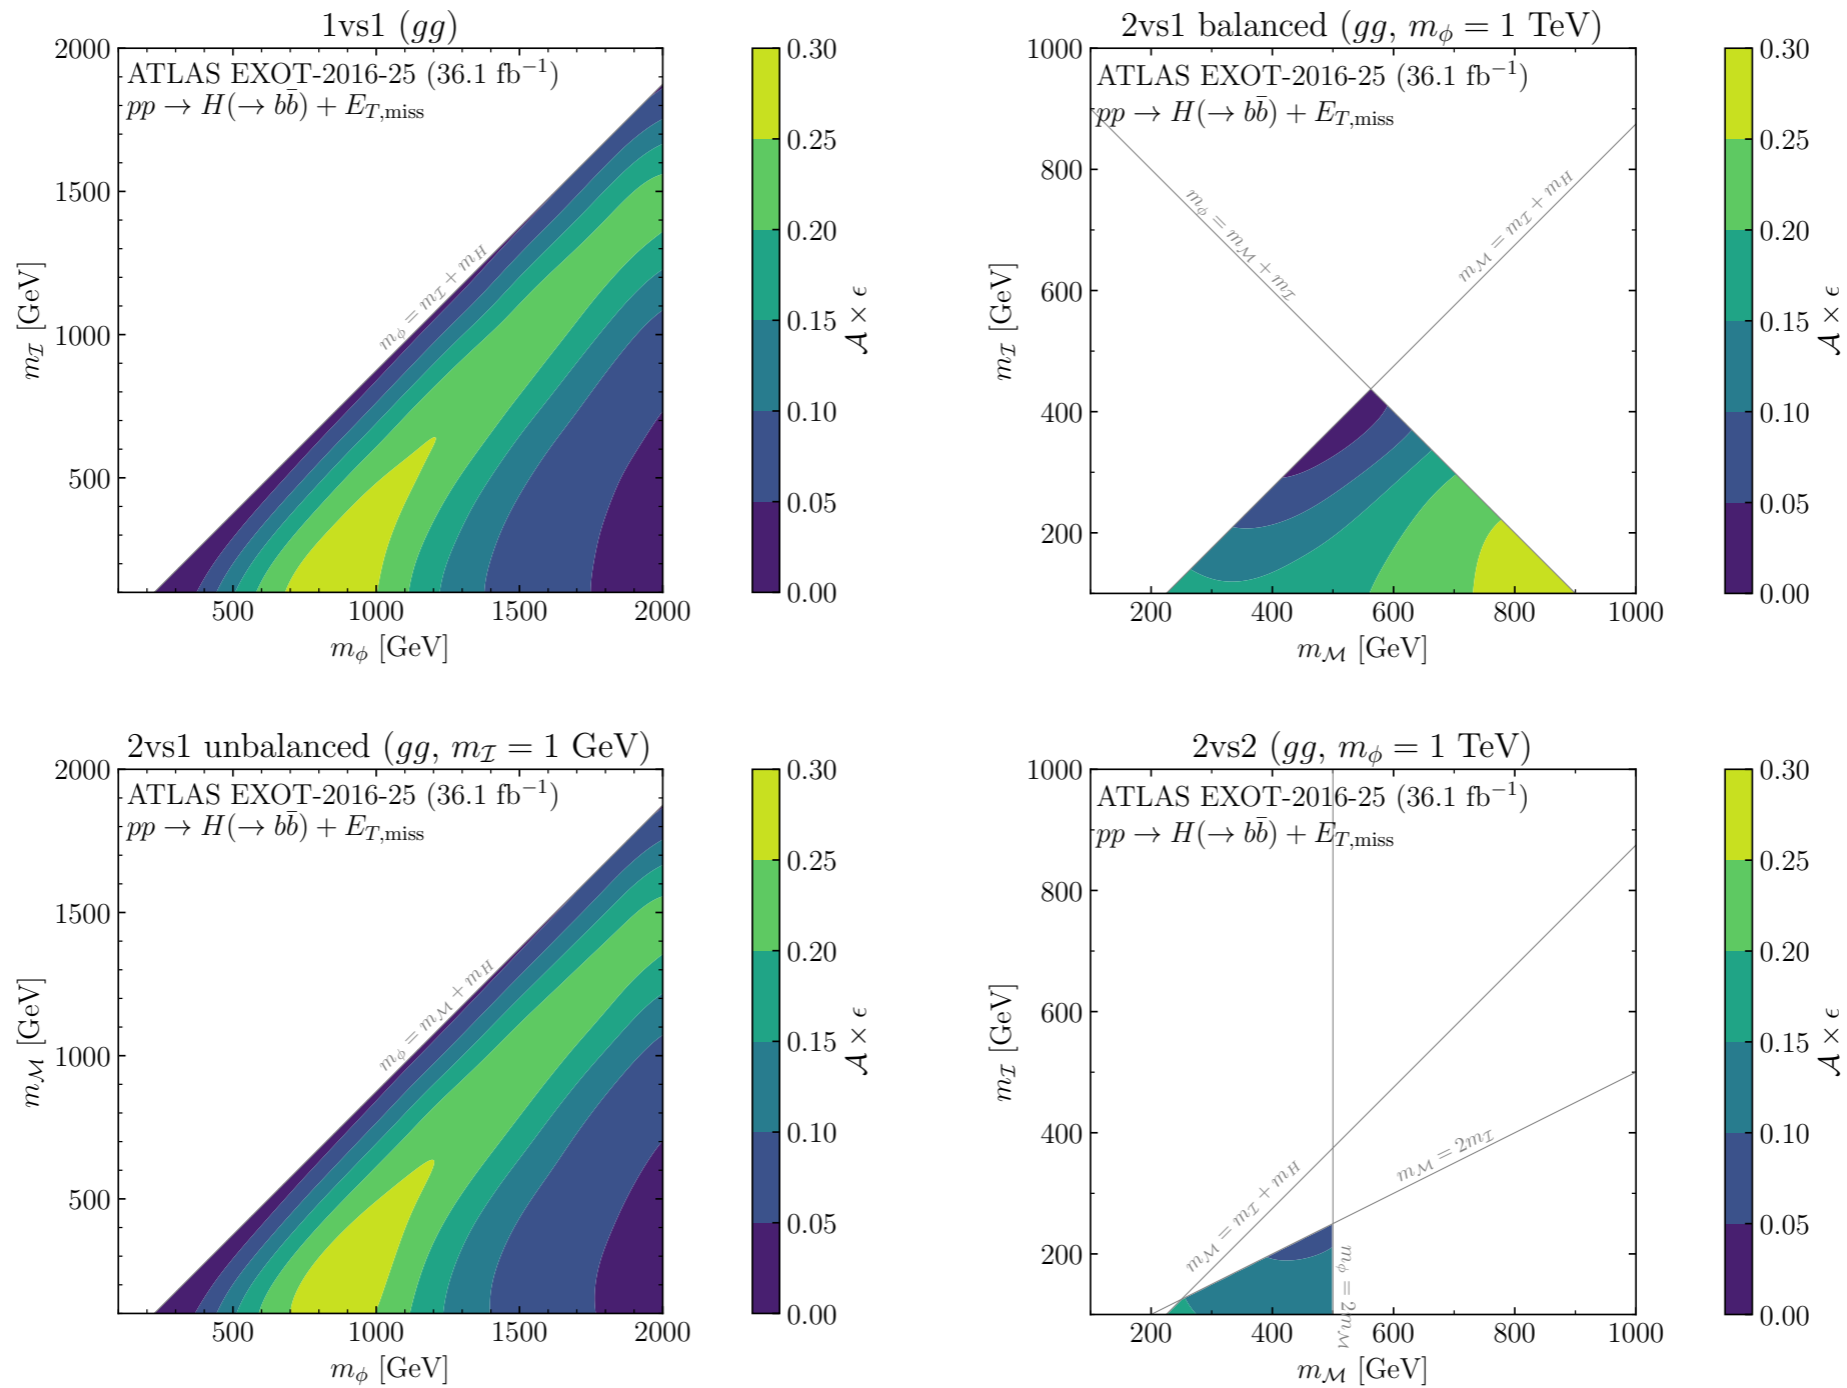 1vs1 (gg)
ATLAS EXOT-2016-25 (36.1 fb⁻¹)
pp → H(→ bb̄) + E_T,miss
m_ϕ = m_ℐ + m_H
2000
1500
1000
500
m_ℐ [GeV]
500 1000 1500 2000
m_ϕ [GeV]
0.30
0.25
0.20
0.15
0.10
0.05
0.00
𝒜 × ϵ
2vs1 balanced (gg, m_ϕ = 1 TeV)
ATLAS EXOT-2016-25 (36.1 fb⁻¹)
pp → H(→ bb̄) + E_T,miss
m_ϕ = m_ℳ + m_ℐ
m_ℳ = m_ℐ + m_H
1000
800
600
400
200
m_ℐ [GeV]
200 400 600 800 1000
m_ℳ [GeV]
0.30
0.25
0.20
0.15
0.10
0.05
0.00
𝒜 × ϵ
2vs1 unbalanced (gg, m_ℐ = 1 GeV)
ATLAS EXOT-2016-25 (36.1 fb⁻¹)
pp → H(→ bb̄) + E_T,miss
m_ϕ = m_ℳ + m_H
2000
1500
1000
500
m_ℳ [GeV]
500 1000 1500 2000
m_ϕ [GeV]
0.30
0.25
0.20
0.15
0.10
0.05
0.00
𝒜 × ϵ
2vs2 (gg, m_ϕ = 1 TeV)
ATLAS EXOT-2016-25 (36.1 fb⁻¹)
pp → H(→ bb̄) + E_T,miss
m_ℳ = m_ℐ + m_H
m_ℳ = 2m_ℐ
m_ϕ = 2m_ℳ
1000
800
600
400
200
m_ℐ [GeV]
200 400 600 800 1000
m_ℳ [GeV]
0.30
0.25
0.20
0.15
0.10
0.05
0.00
𝒜 × ϵ